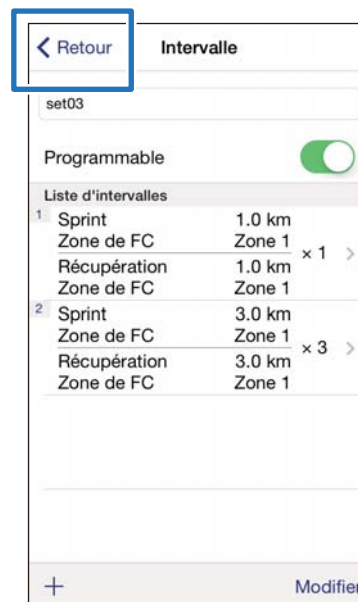 Retour Intervalle
set03
Programmable
Liste d'intervalles
1 Sprint 1.0 km
Zone de FC Zone 1
× 1 >
Récupération 1.0 km
Zone de FC Zone 1
2 Sprint 3.0 km
Zone de FC Zone 1
× 3 >
Récupération 3.0 km
Zone de FC Zone 1
+ Modifier